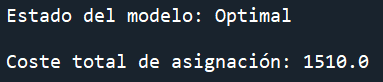 Estado del modelo: Optimal
Coste total de asignación: 1510.0